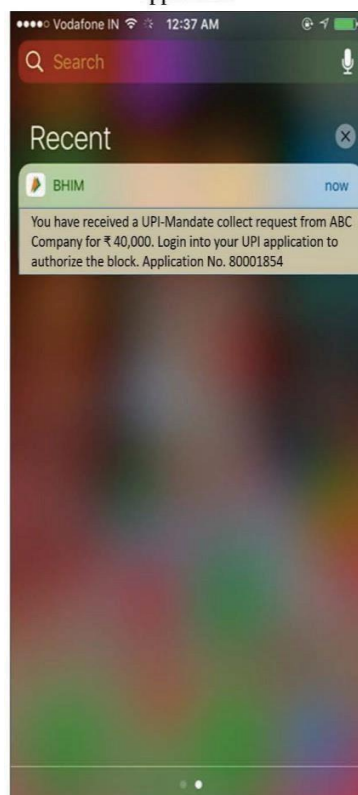 Vodafone IN 12:37 AM
Search
Recent
BHIM now
You have received a UPI-Mandate collect request from ABC
Company for ₹ 40,000. Login into your UPI application to
authorize the block. Application No. 80001854